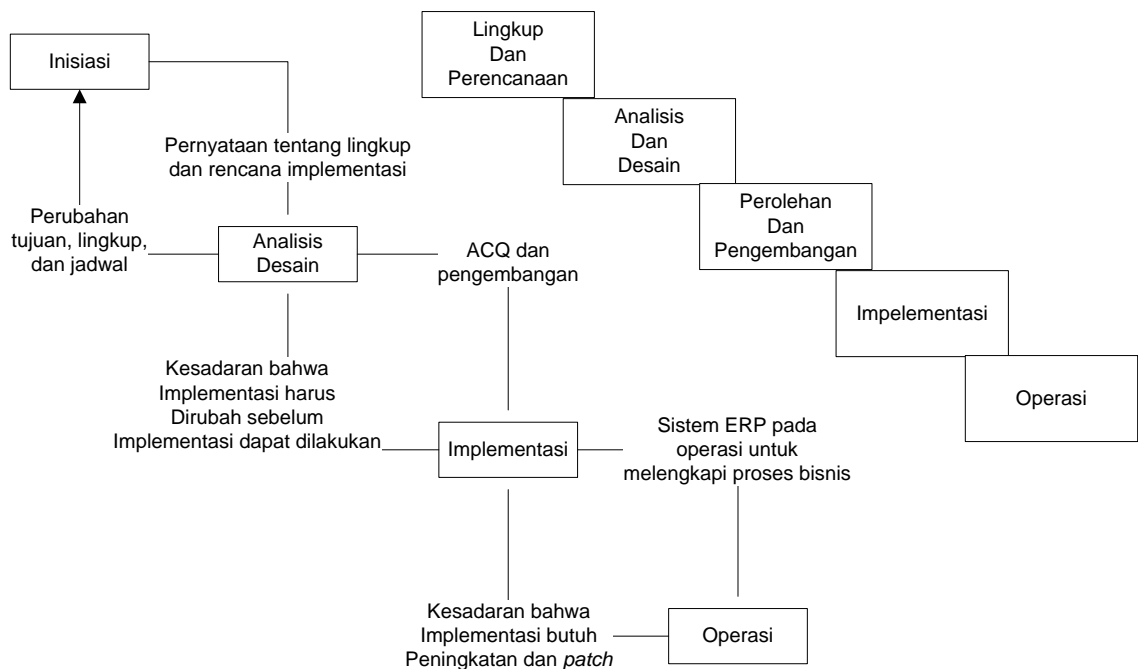 Inisiasi
Pernyataan tentang lingkup
dan rencana implementasi
Perubahan
tujuan, lingkup,
dan jadwal
Analisis
Desain
ACQ dan
pengembangan
Kesadaran bahwa
Implementasi harus
Dirubah sebelum
Implementasi dapat dilakukan
Implementasi
Sistem ERP pada
operasi untuk
melengkapi proses bisnis
Kesadaran bahwa
Implementasi butuh
Peningkatan dan patch
Operasi
Lingkup
Dan
Perencanaan
Analisis
Dan
Desain
Perolehan
Dan
Pengembangan
Impelementasi
Operasi